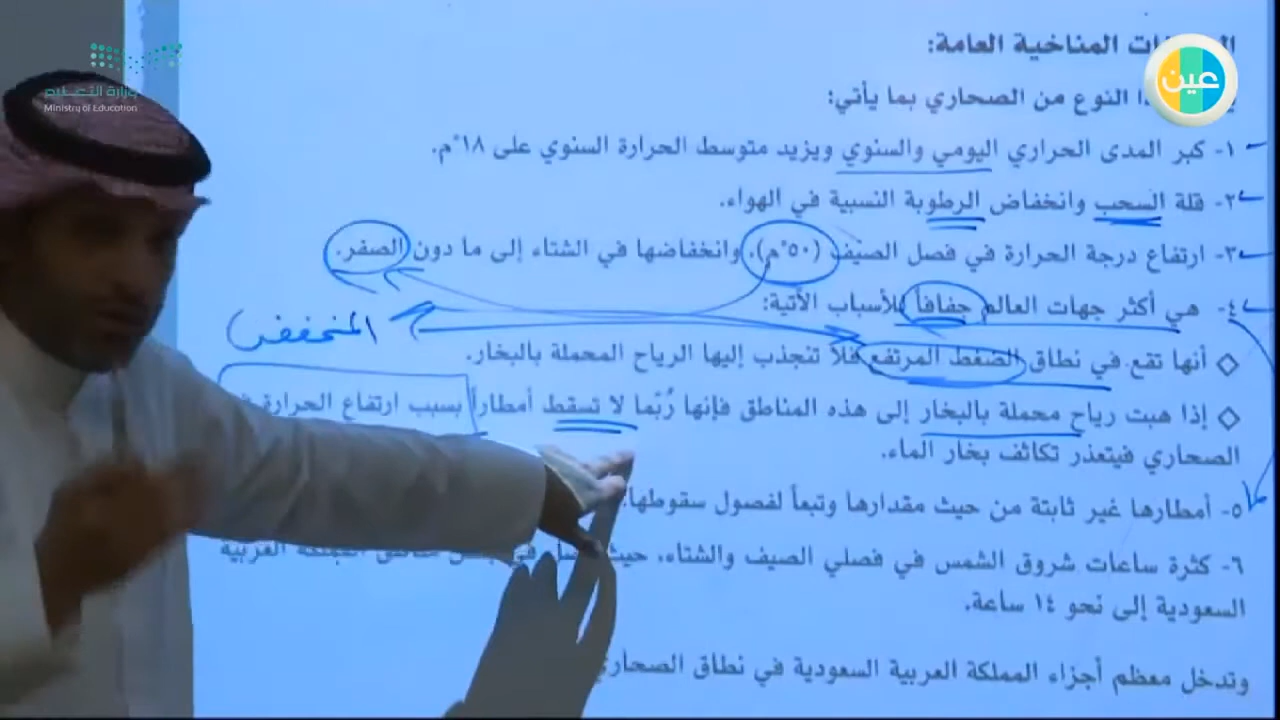 وزارة التعليم
Ministry of Education
عين
المناخية العامة:
النوع من الصحاري بما يأتي:
١- كبر المدى الحراري اليومي والسنوي ويزيد متوسط الحرارة السنوي على ١٨°م.
٢- قلة السحب وانخفاض الرطوبة النسبية في الهواء.
٣- ارتفاع درجة الحرارة في فصل الصيف (٥٠°م). وانخفاضها في الشتاء إلى ما دون الصفر.
٤- هي أكثر جهات العالم جفافاً للأسباب الآتية:
المنخفض
◇ أنها تقع في نطاق الضغط المرتفع فلا تنجذب إليها الرياح المحملة بالبخار.
◇ إذا هبت رياح محملة بالبخار إلى هذه المناطق فإنها رُبّما لا تسقط أمطاراً بسبب ارتفاع الحرارة
الصحاري فيتعذر تكاثف بخار الماء.
٥- أمطارها غير ثابتة من حيث مقدارها وتبعاً لفصول سقوطها.
٦- كثرة ساعات شروق الشمس في فصلي الصيف والشتاء، حيث المملكة العربية
السعودية إلى نحو ١٤ ساعة.
وتدخل معظم أجزاء المملكة العربية السعودية في نطاق